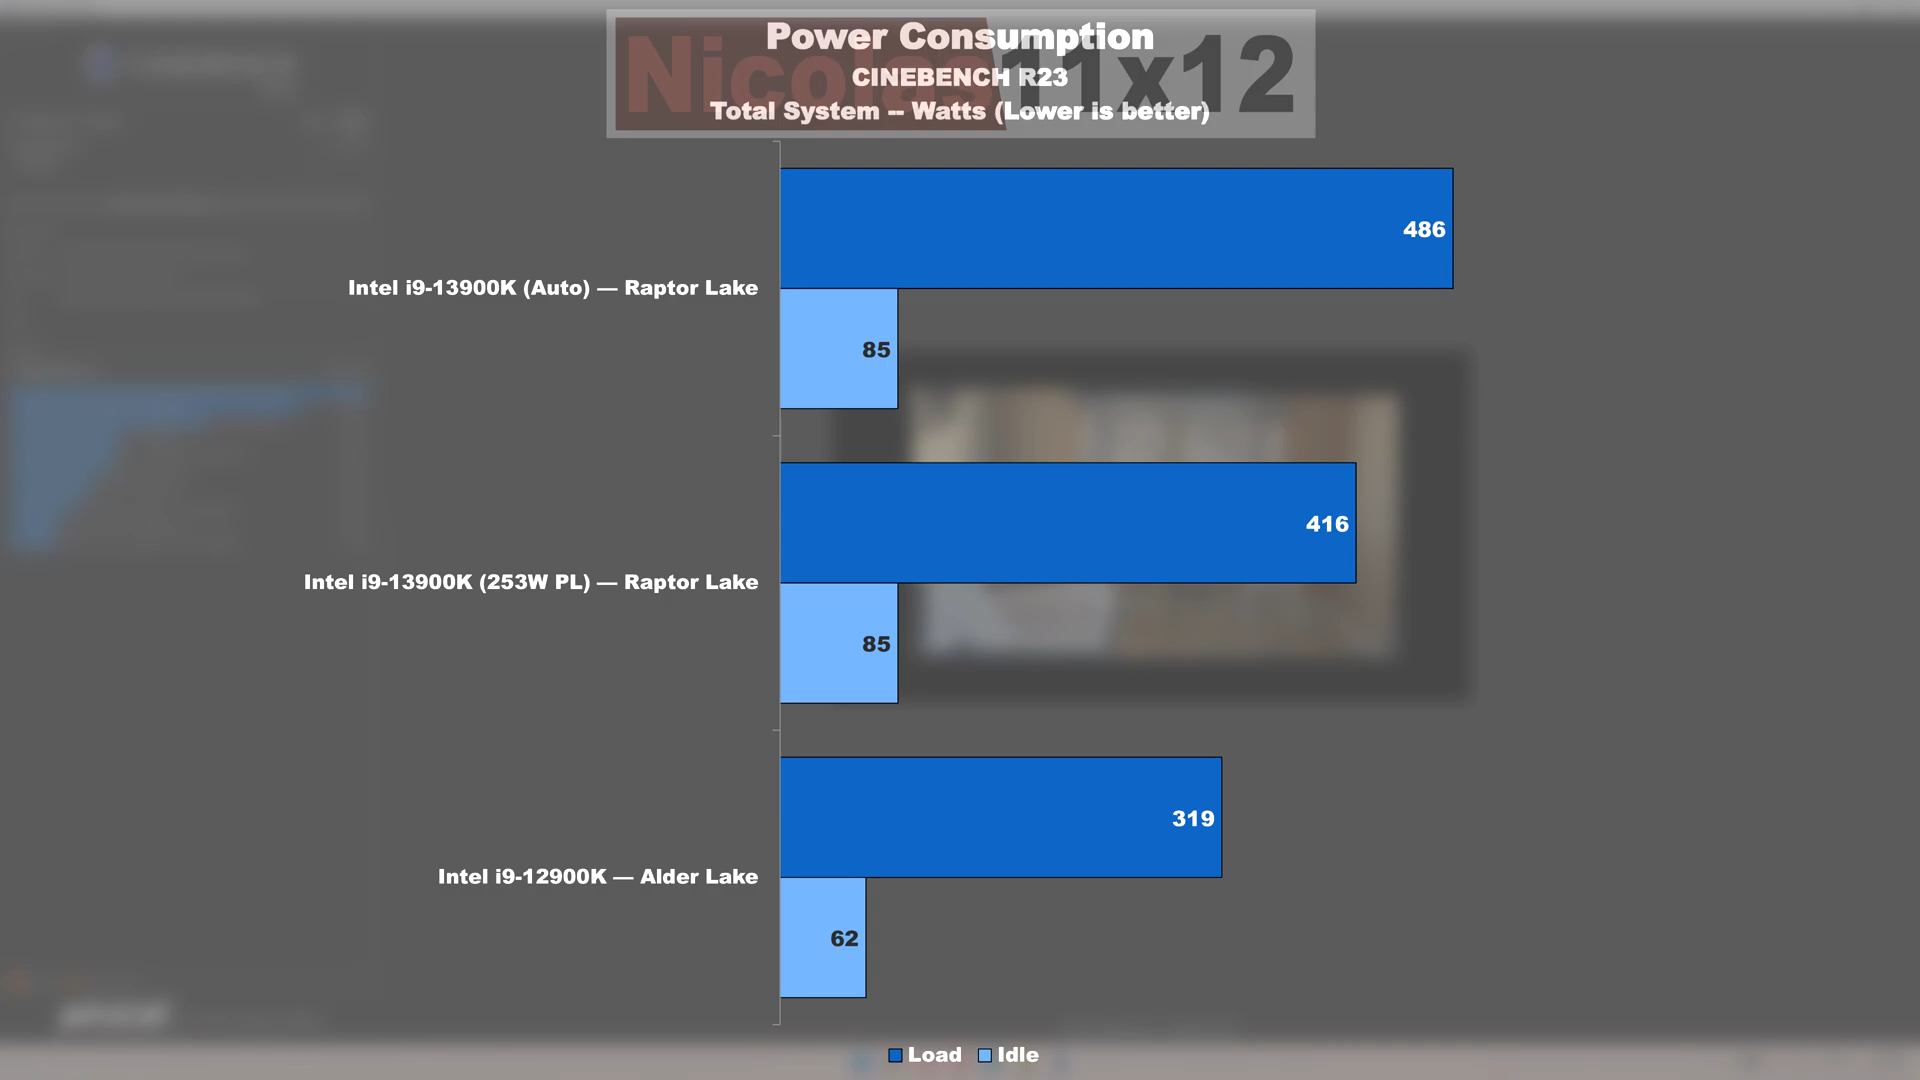 Nicolas11x12
Power Consumption
CINEBENCH R23
Total System -- Watts (Lower is better)
486
Intel i9-13900K (Auto) — Raptor Lake
85
416
Intel i9-13900K (253W PL) — Raptor Lake
85
319
Intel i9-12900K — Alder Lake
62
Load Idle